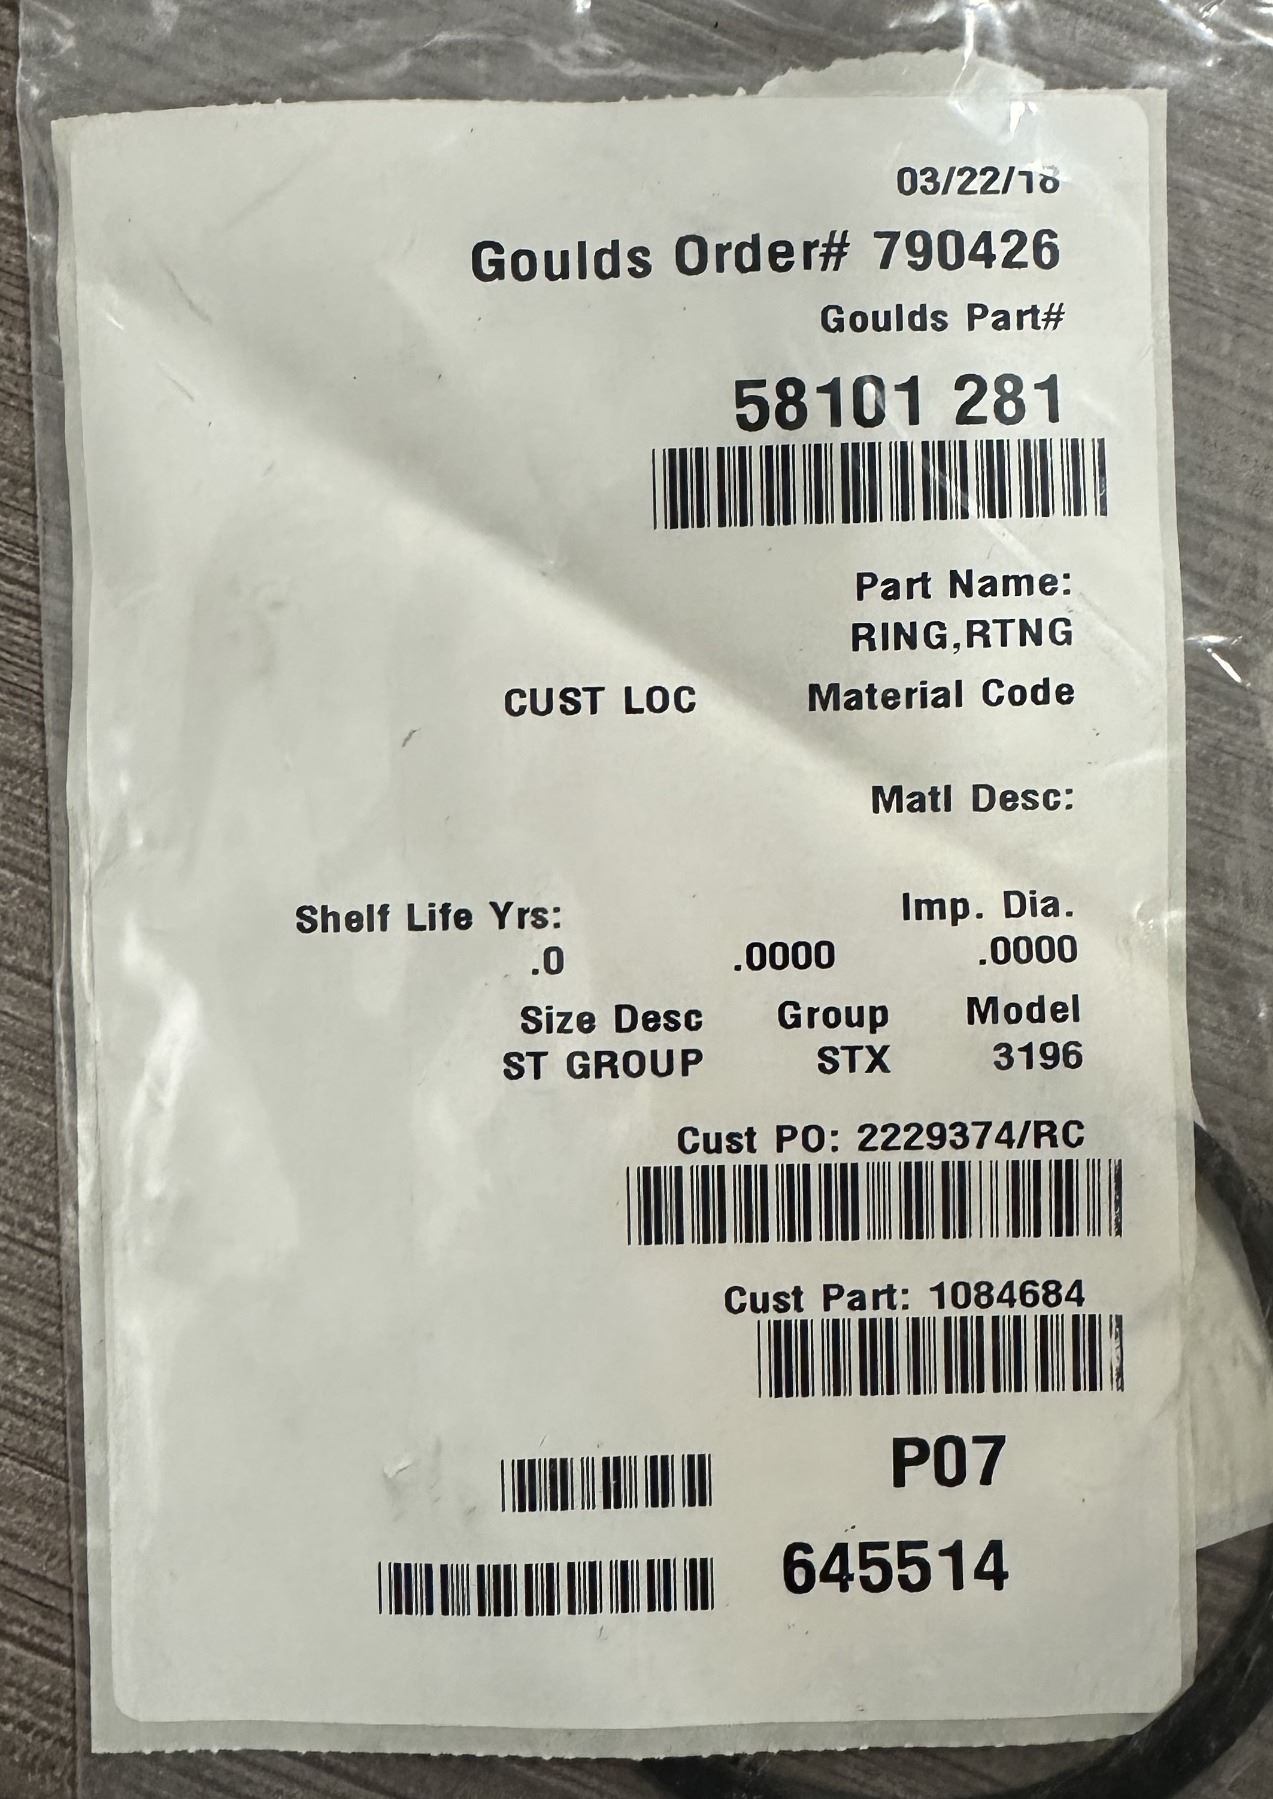 03/22/18
Goulds Order# 790426
Goulds Part#
58101 281
Part Name:
RING,RTNG
CUST LOC Material Code
Matl Desc:
Shelf Life Yrs: Imp. Dia.
.0 .0000 .0000
Size Desc Group Model
ST GROUP STX 3196
Cust PO: 2229374/RC
Cust Part: 1084684
P07
645514